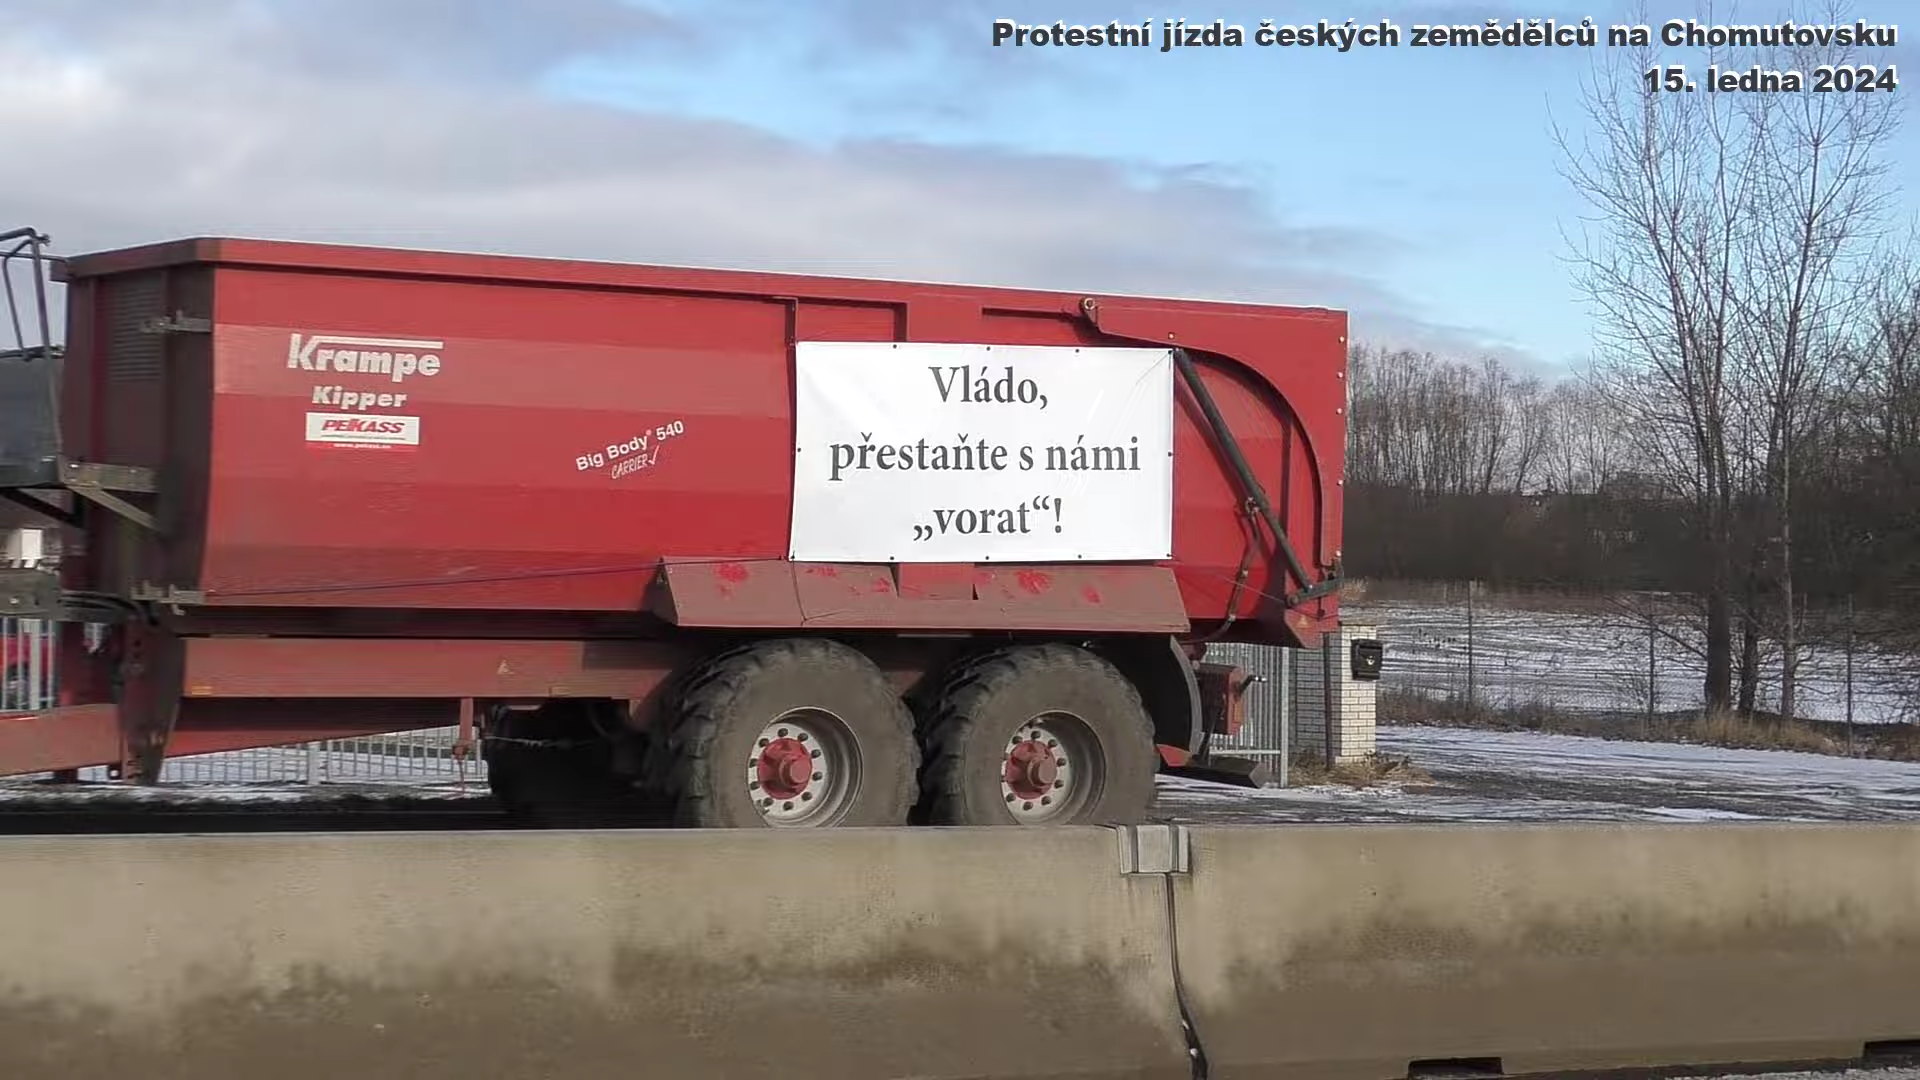 Protestní jízda českých zemědělců na Chomutovsku
15. ledna 2024
Krampe
Kipper
PEKASS
Big Body® 540
CARRIER
Vládo,
přestaňte s námi
„vorat“!